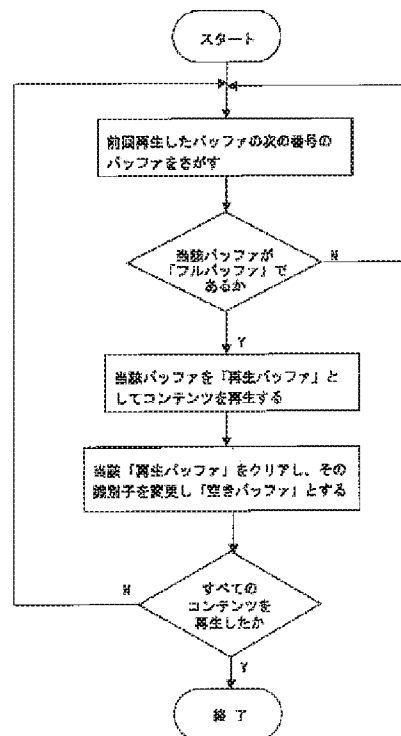 スタート
前回再生したバッファの次の番号の
バッファをさがす
当該バッファが
「フルバッファ」で
あるか
N
Y
当該バッファを「再生バッファ」と
してコンテンツを再生する
当該「再生バッファ」をクリアし、その
識別子を変更し「空きバッファ」とする
N
すべての
コンテンツを
再生したか
Y
終了